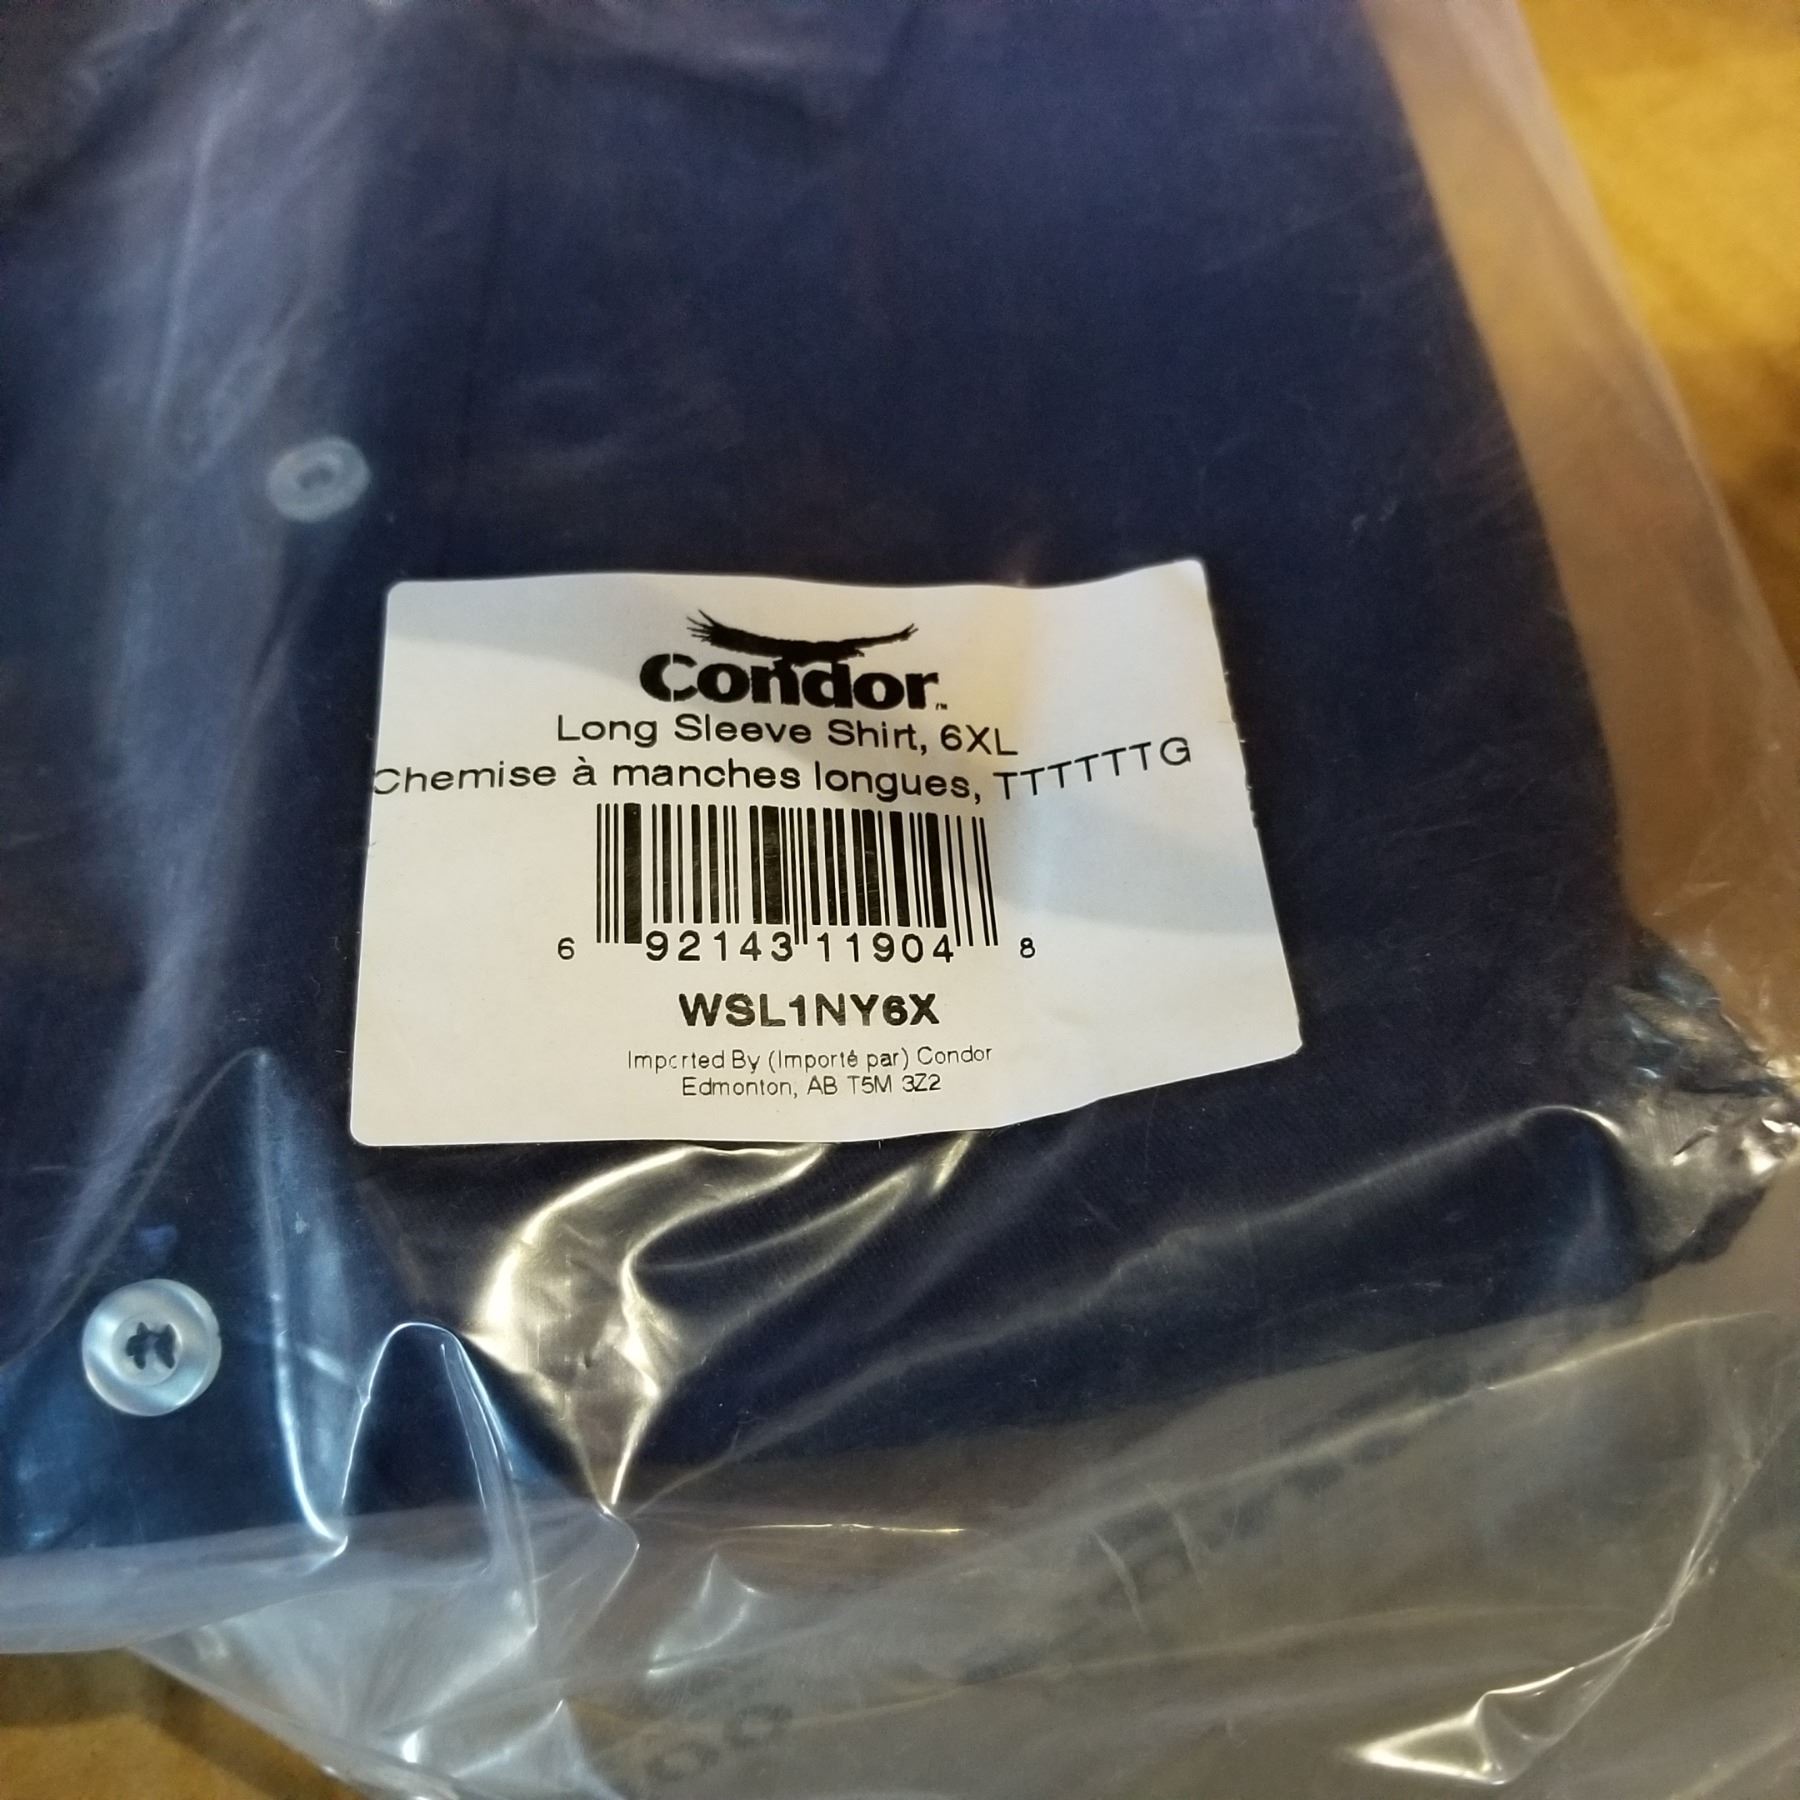 Condor™
Long Sleeve Shirt, 6XL
Chemise à manches longues, TTTTTTG
6 92143 11904 8
WSL1NY6X
Imported By (Importé par) Condor
Edmonton, AB T5M 3Z2